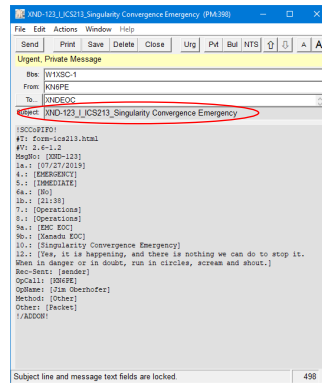 XND-123_I_ICS213_Singularity Convergence Emergency (PM:398)
File Edit Actions Window Help
Send Print Save Delete Close Urg Pvt Bul NTS A A
Urgent, Private Message
Bbs: W1XSC-1
From: KN6PE
To... XNDEOC
Subject: XND-123_I_ICS213_Singularity Convergence Emergency
!SCCoPIFO!
#T: form-ics213.html
#V: 2.6-1.2
MsgNo: [XND-123]
1a.: [07/27/2019]
4.: [EMERGENCY]
5.: [IMMEDIATE]
6a.: [No]
1b.: [21:38]
7.: [Operations]
8.: [Operations]
9a.: [EMC EOC]
9b.: [Xanadu EOC]
10.: [Singularity Convergence Emergency]
12.: [Yes, it is happening, and there is nothing we can do to stop it.
When in danger or in doubt, run in circles, scream and shout.]
Rec-Sent: [sender]
OpCall: [KN6PE]
OpName: [Jim Oberhofer]
Method: [Other]
Other: [Packet]
!/ADDON!
Subject line and message text fields are locked. 498